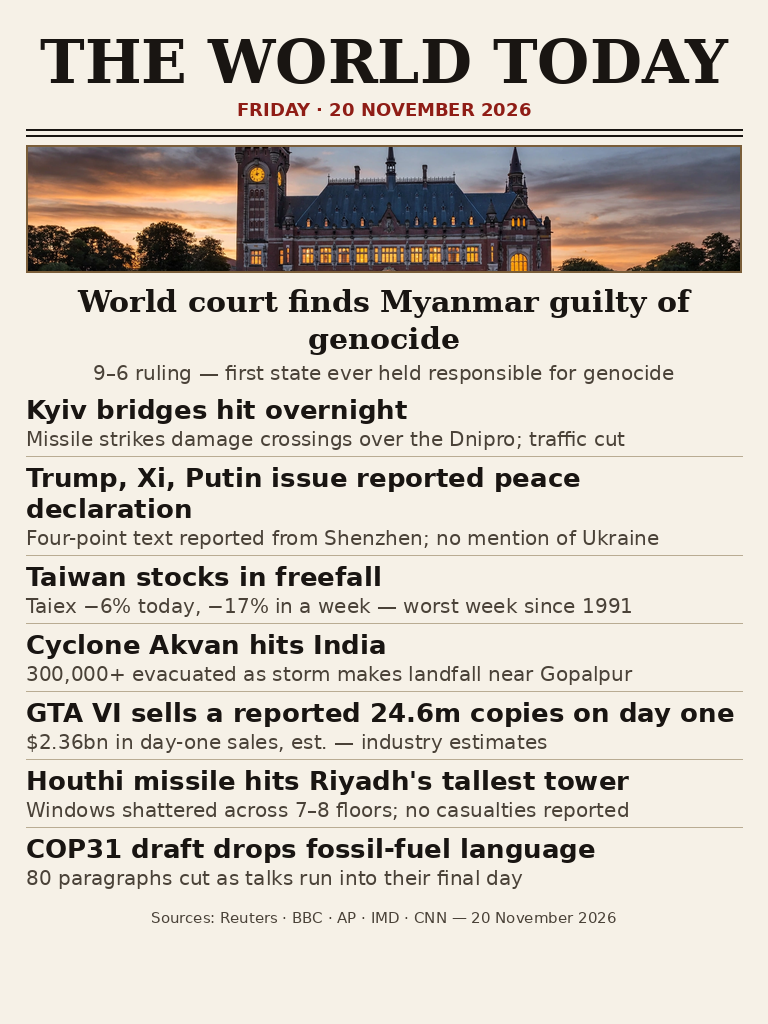 THE WORLD TODAY
FRIDAY · 20 NOVEMBER 2026
World court finds Myanmar guilty of
genocide
9–6 ruling — first state ever held responsible for genocide
Kyiv bridges hit overnight
Missile strikes damage crossings over the Dnipro; traffic cut
Trump, Xi, Putin issue reported peace
declaration
Four-point text reported from Shenzhen; no mention of Ukraine
Taiwan stocks in freefall
Taiex −6% today, −17% in a week — worst week since 1991
Cyclone Akvan hits India
300,000+ evacuated as storm makes landfall near Gopalpur
GTA VI sells a reported 24.6m copies on day one
$2.36bn in day-one sales, est. — industry estimates
Houthi missile hits Riyadh's tallest tower
Windows shattered across 7–8 floors; no casualties reported
COP31 draft drops fossil-fuel language
80 paragraphs cut as talks run into their final day
Sources: Reuters · BBC · AP · IMD · CNN — 20 November 2026